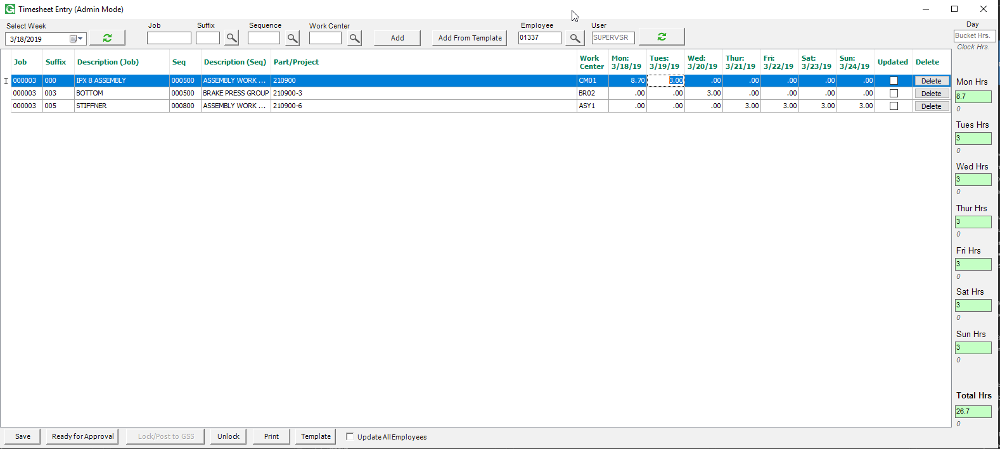 Timesheet Entry (Admin Mode)
Select Week
Job
Suffix
Sequence
Work Center
Employee
User
Day
3/18/2019
Add
Add From Template
01337
SUPERVSR
Bucket Hrs.
Clock Hrs.
Job Suffix Description (Job) Seq Description (Seq) Part/Project Work Center Mon: 3/18/19 Tues: 3/19/19 Wed: 3/20/19 Thur: 3/21/19 Fri: 3/22/19 Sat: 3/23/19 Sun: 3/24/19 Updated Delete
000003 000 IPX 8 ASSEMBLY 000500 ASSEMBLY WORK ... 210900 CM01 8.70 3.00 .00 .00 .00 .00 .00 Delete
000003 003 BOTTOM 000500 BRAKE PRESS GROUP 210900-3 BR02 .00 .00 3.00 .00 .00 .00 .00 Delete
000003 005 STIFFNER 000800 ASSEMBLY WORK ... 210900-6 ASY1 .00 .00 .00 3.00 3.00 3.00 3.00 Delete
Mon Hrs
8.7
0
Tues Hrs
3
0
Wed Hrs
3
0
Thur Hrs
3
0
Fri Hrs
3
0
Sat Hrs
3
0
Sun Hrs
3
0
Total Hrs
26.7
0
Save
Ready for Approval
Lock/Post to GSS
Unlock
Print
Template
Update All Employees